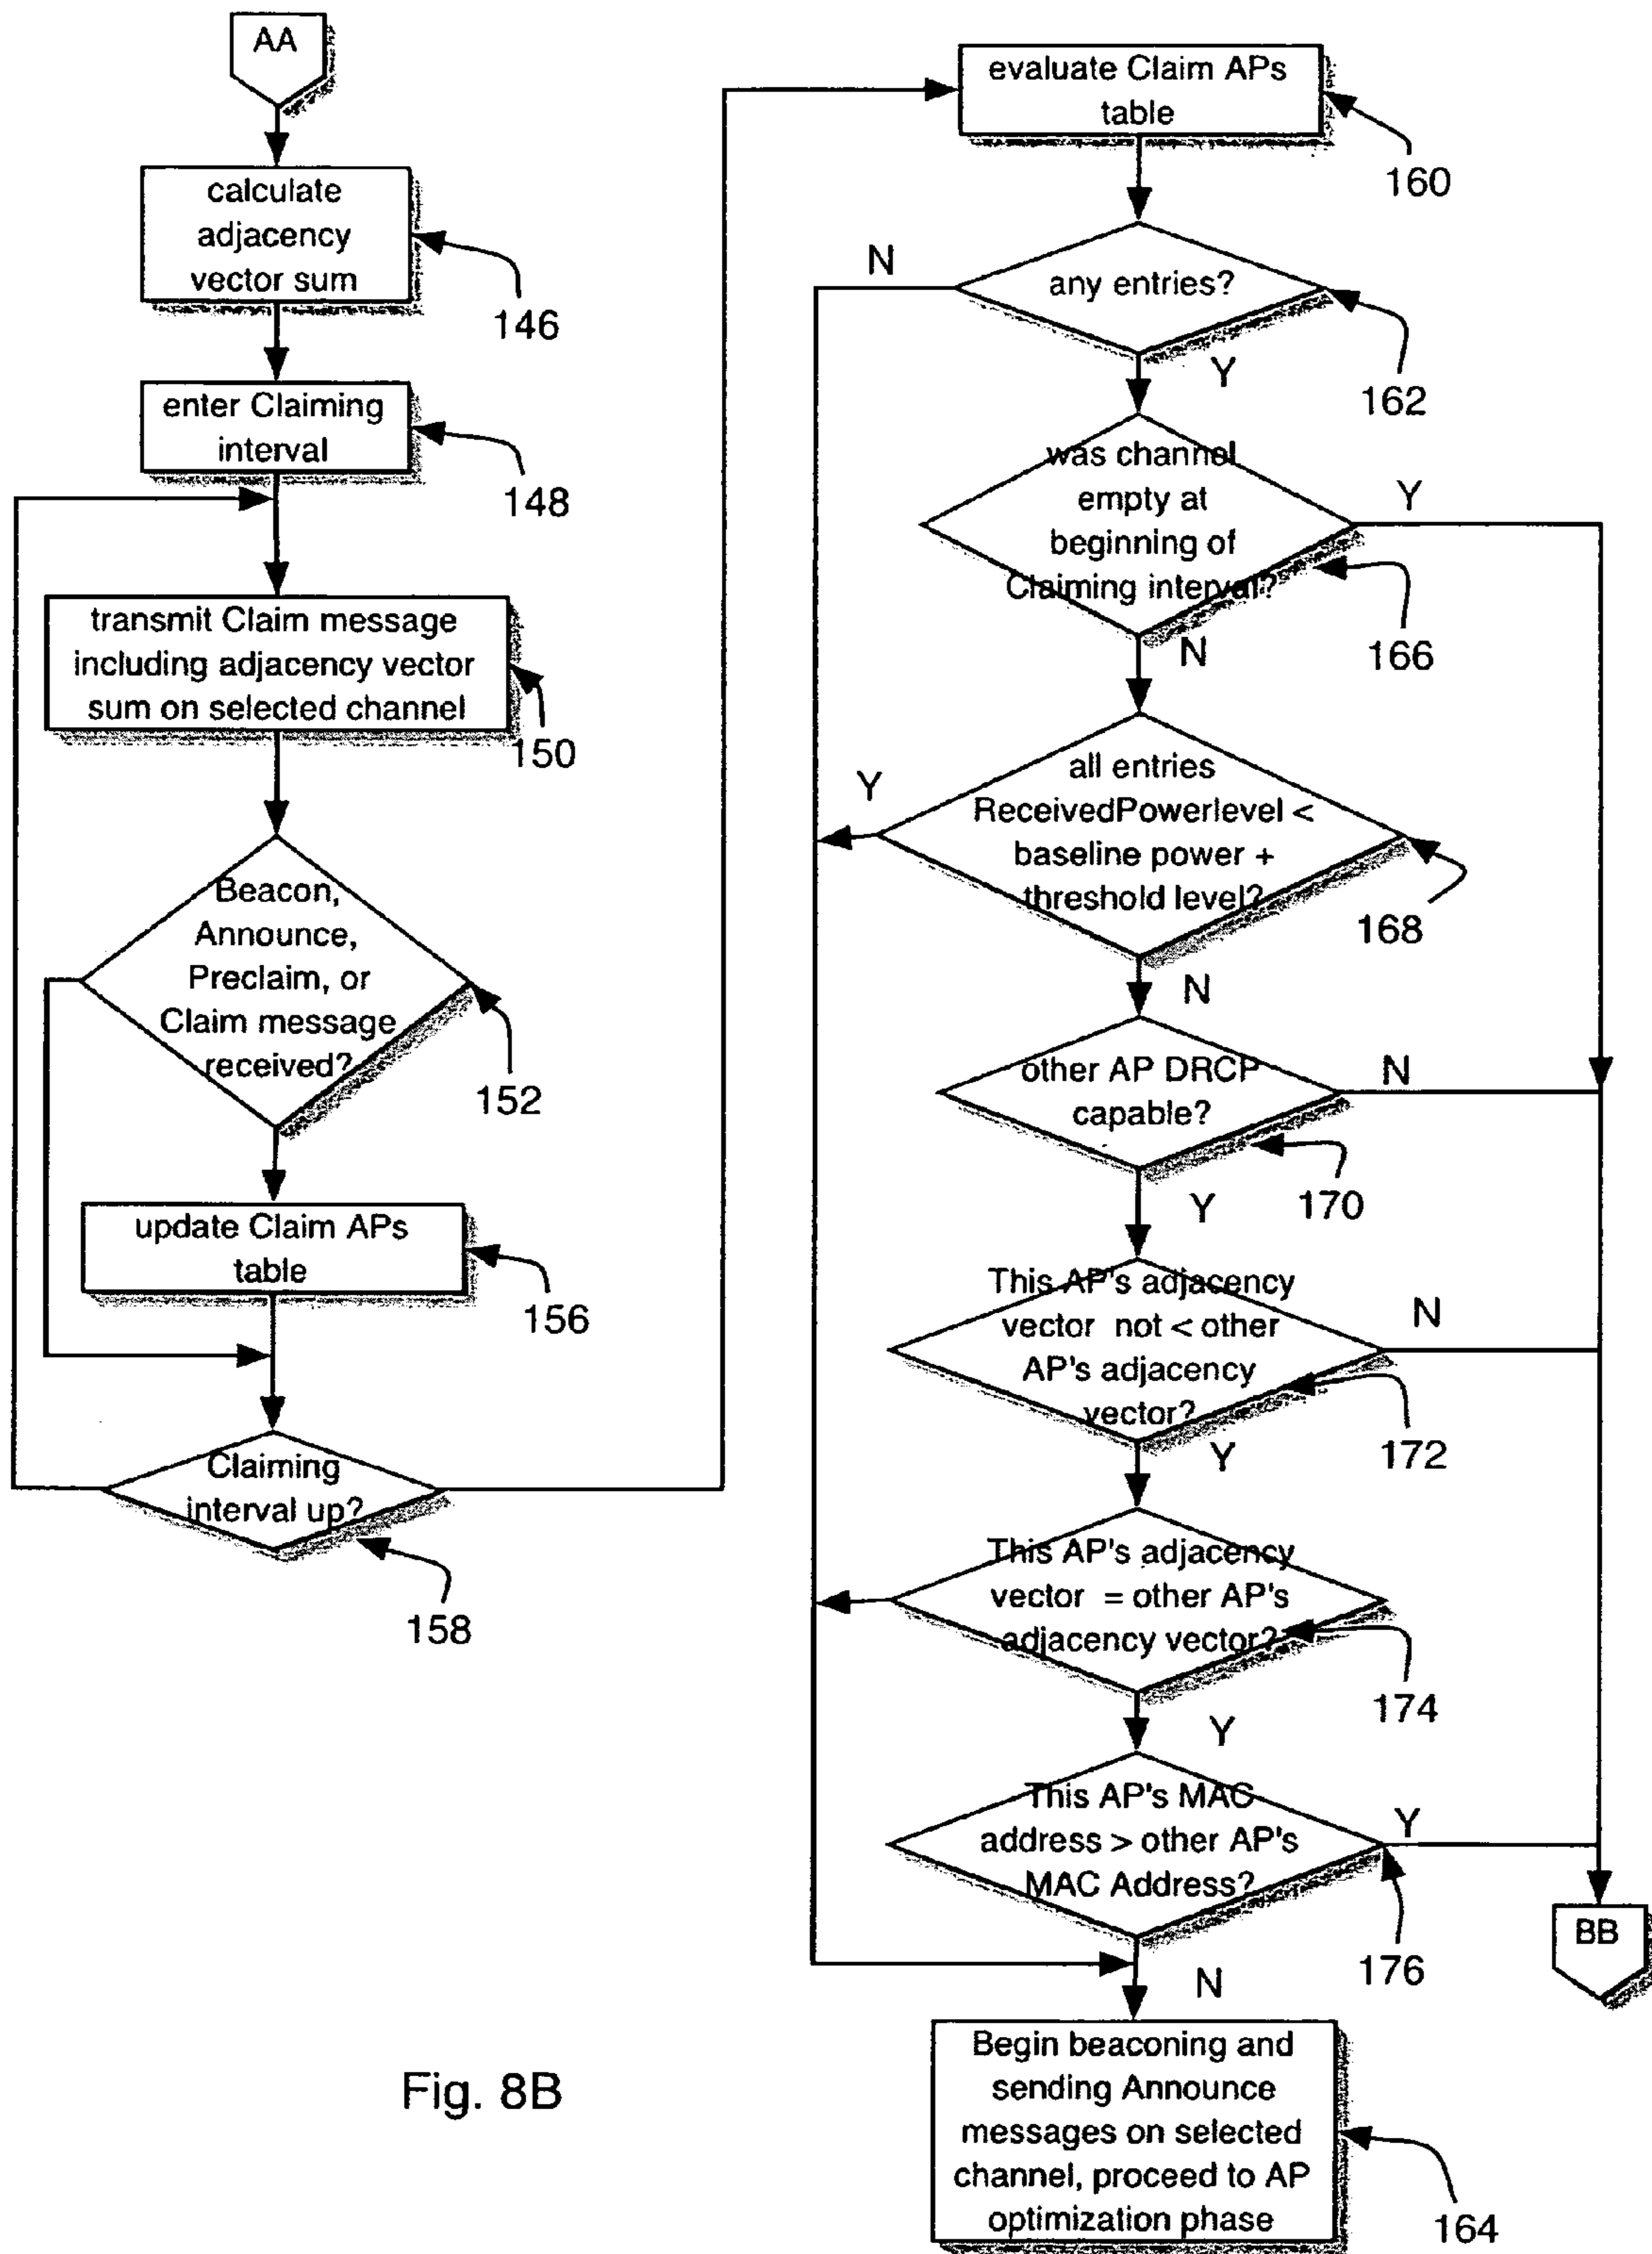 AA
calculate
adjacency
vector sum
146
enter Claiming
interval
148
transmit Claim message
including adjacency vector
sum on selected channel
150
Beacon,
Announce,
Preclaim, or
Claim message
received?
152
update Claim APs
table
156
Claiming
interval up?
158
evaluate Claim APs
table
160
N
any entries?
Y
162
was channel
empty at
beginning of
Claiming interval?
Y
N
166
Y
all entries
ReceivedPowerlevel <
baseline power +
threshold level?
168
N
other AP DRCP
capable?
N
Y
170
This AP's adjacency
vector not < other
AP's adjacency
vector?
N
Y
172
This AP's adjacency
vector = other AP's
adjacency vector?
174
Y
This AP's MAC
address > other AP's
MAC Address?
Y
176
BB
N
Begin beaconing and
sending Announce
messages on selected
channel, proceed to AP
optimization phase
164
Fig. 8B